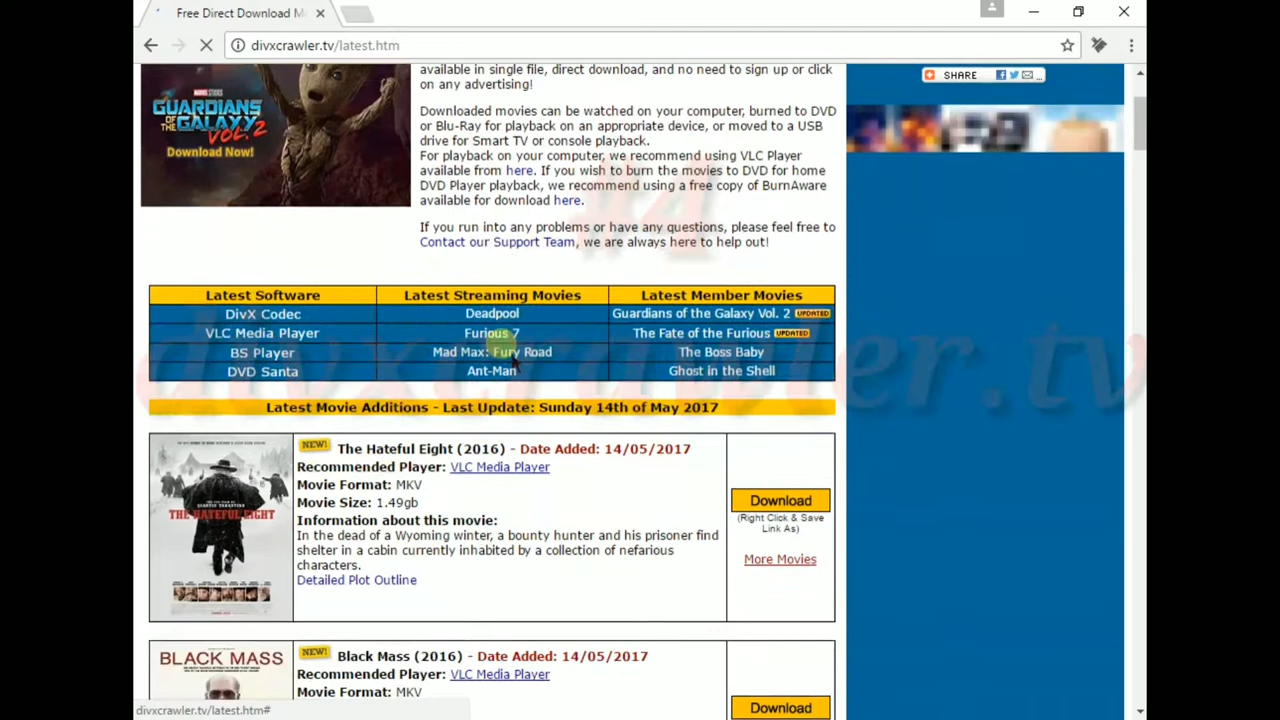 Free Direct Download M
divxcrawler.tv/latest.htm
available in single file, direct download, and no need to sign up or click
on any advertising!
SHARE
MARVEL STUDIOS
GUARDIANS
OF THE GALAXY
VOL. 2
Download Now!
Downloaded movies can be watched on your computer, burned to DVD
or Blu-Ray for playback on an appropriate device, or moved to a USB
drive for Smart TV or console playback.
For playback on your computer, we recommend using VLC Player
available from here. If you wish to burn the movies to DVD for home
DVD Player playback, we recommend using a free copy of BurnAware
available for download here.
#4
If you run into any problems or have any questions, please feel free to
Contact our Support Team, we are always here to help out!
Latest Software Latest Streaming Movies Latest Member Movies
DivX Codec Deadpool Guardians of the Galaxy Vol. 2 UPDATED
VLC Media Player Furious 7 The Fate of the Furious UPDATED
BS Player Mad Max: Fury Road The Boss Baby
DVD Santa Ant-Man Ghost in the Shell
divxcrawler.tv
Latest Movie Additions - Last Update: Sunday 14th of May 2017
NEW! The Hateful Eight (2016) - Date Added: 14/05/2017
Recommended Player: VLC Media Player
Movie Format: MKV
Movie Size: 1.49gb
Information about this movie:
In the dead of a Wyoming winter, a bounty hunter and his prisoner find
shelter in a cabin currently inhabited by a collection of nefarious
characters.
Detailed Plot Outline
THE HATEFUL EIGHT
Download
(Right Click & Save
Link As)
More Movies
BLACK MASS
NEW! Black Mass (2016) - Date Added: 14/05/2017
Recommended Player: VLC Media Player
Movie Format: MKV
Download
divxcrawler.tv/latest.htm#